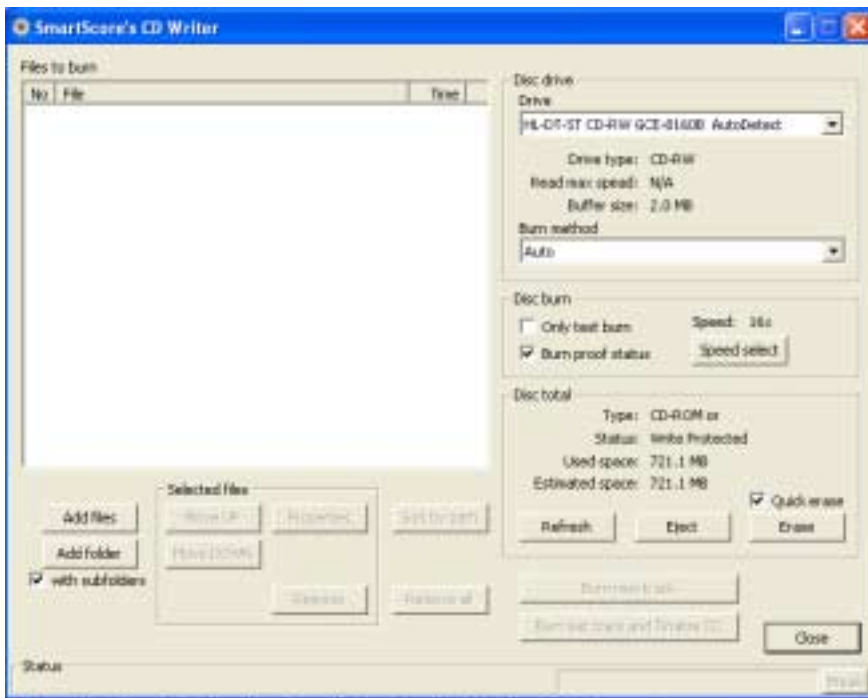 SmartScore's CD Writer
Files to burn
No File Time
Disc drive
Drive
HL-DT-ST CD-RW GCE-8160B AutoDetect
Drive type: CD-RW
Read max speed: N/A
Buffer size: 2.0 MB
Burn method
Auto
Disc burn
Only test burn
Speed: 16x
Burn proof status
Speed select
Disc total
Type: CD-ROM or
Status: Write Protected
Used space: 721.1 MB
Estimated space: 721.1 MB
Quick erase
Refresh Eject Erase
Selected files
Add files Move UP Properties Sort by path
Add folder Move DOWN
with subfolders
Remove Remove all
Close
Status